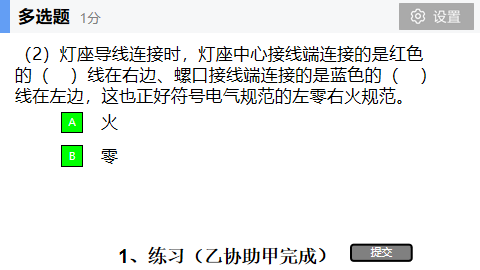 多选题 1分
设置
（2）灯座导线连接时，灯座中心接线端连接的是红色
的（　）线在右边、螺口接线端连接的是蓝色的（　）
线在左边，这也正好符号电气规范的左零右火规范。
A 火
B 零
1、练习（乙协助甲完成） 提交